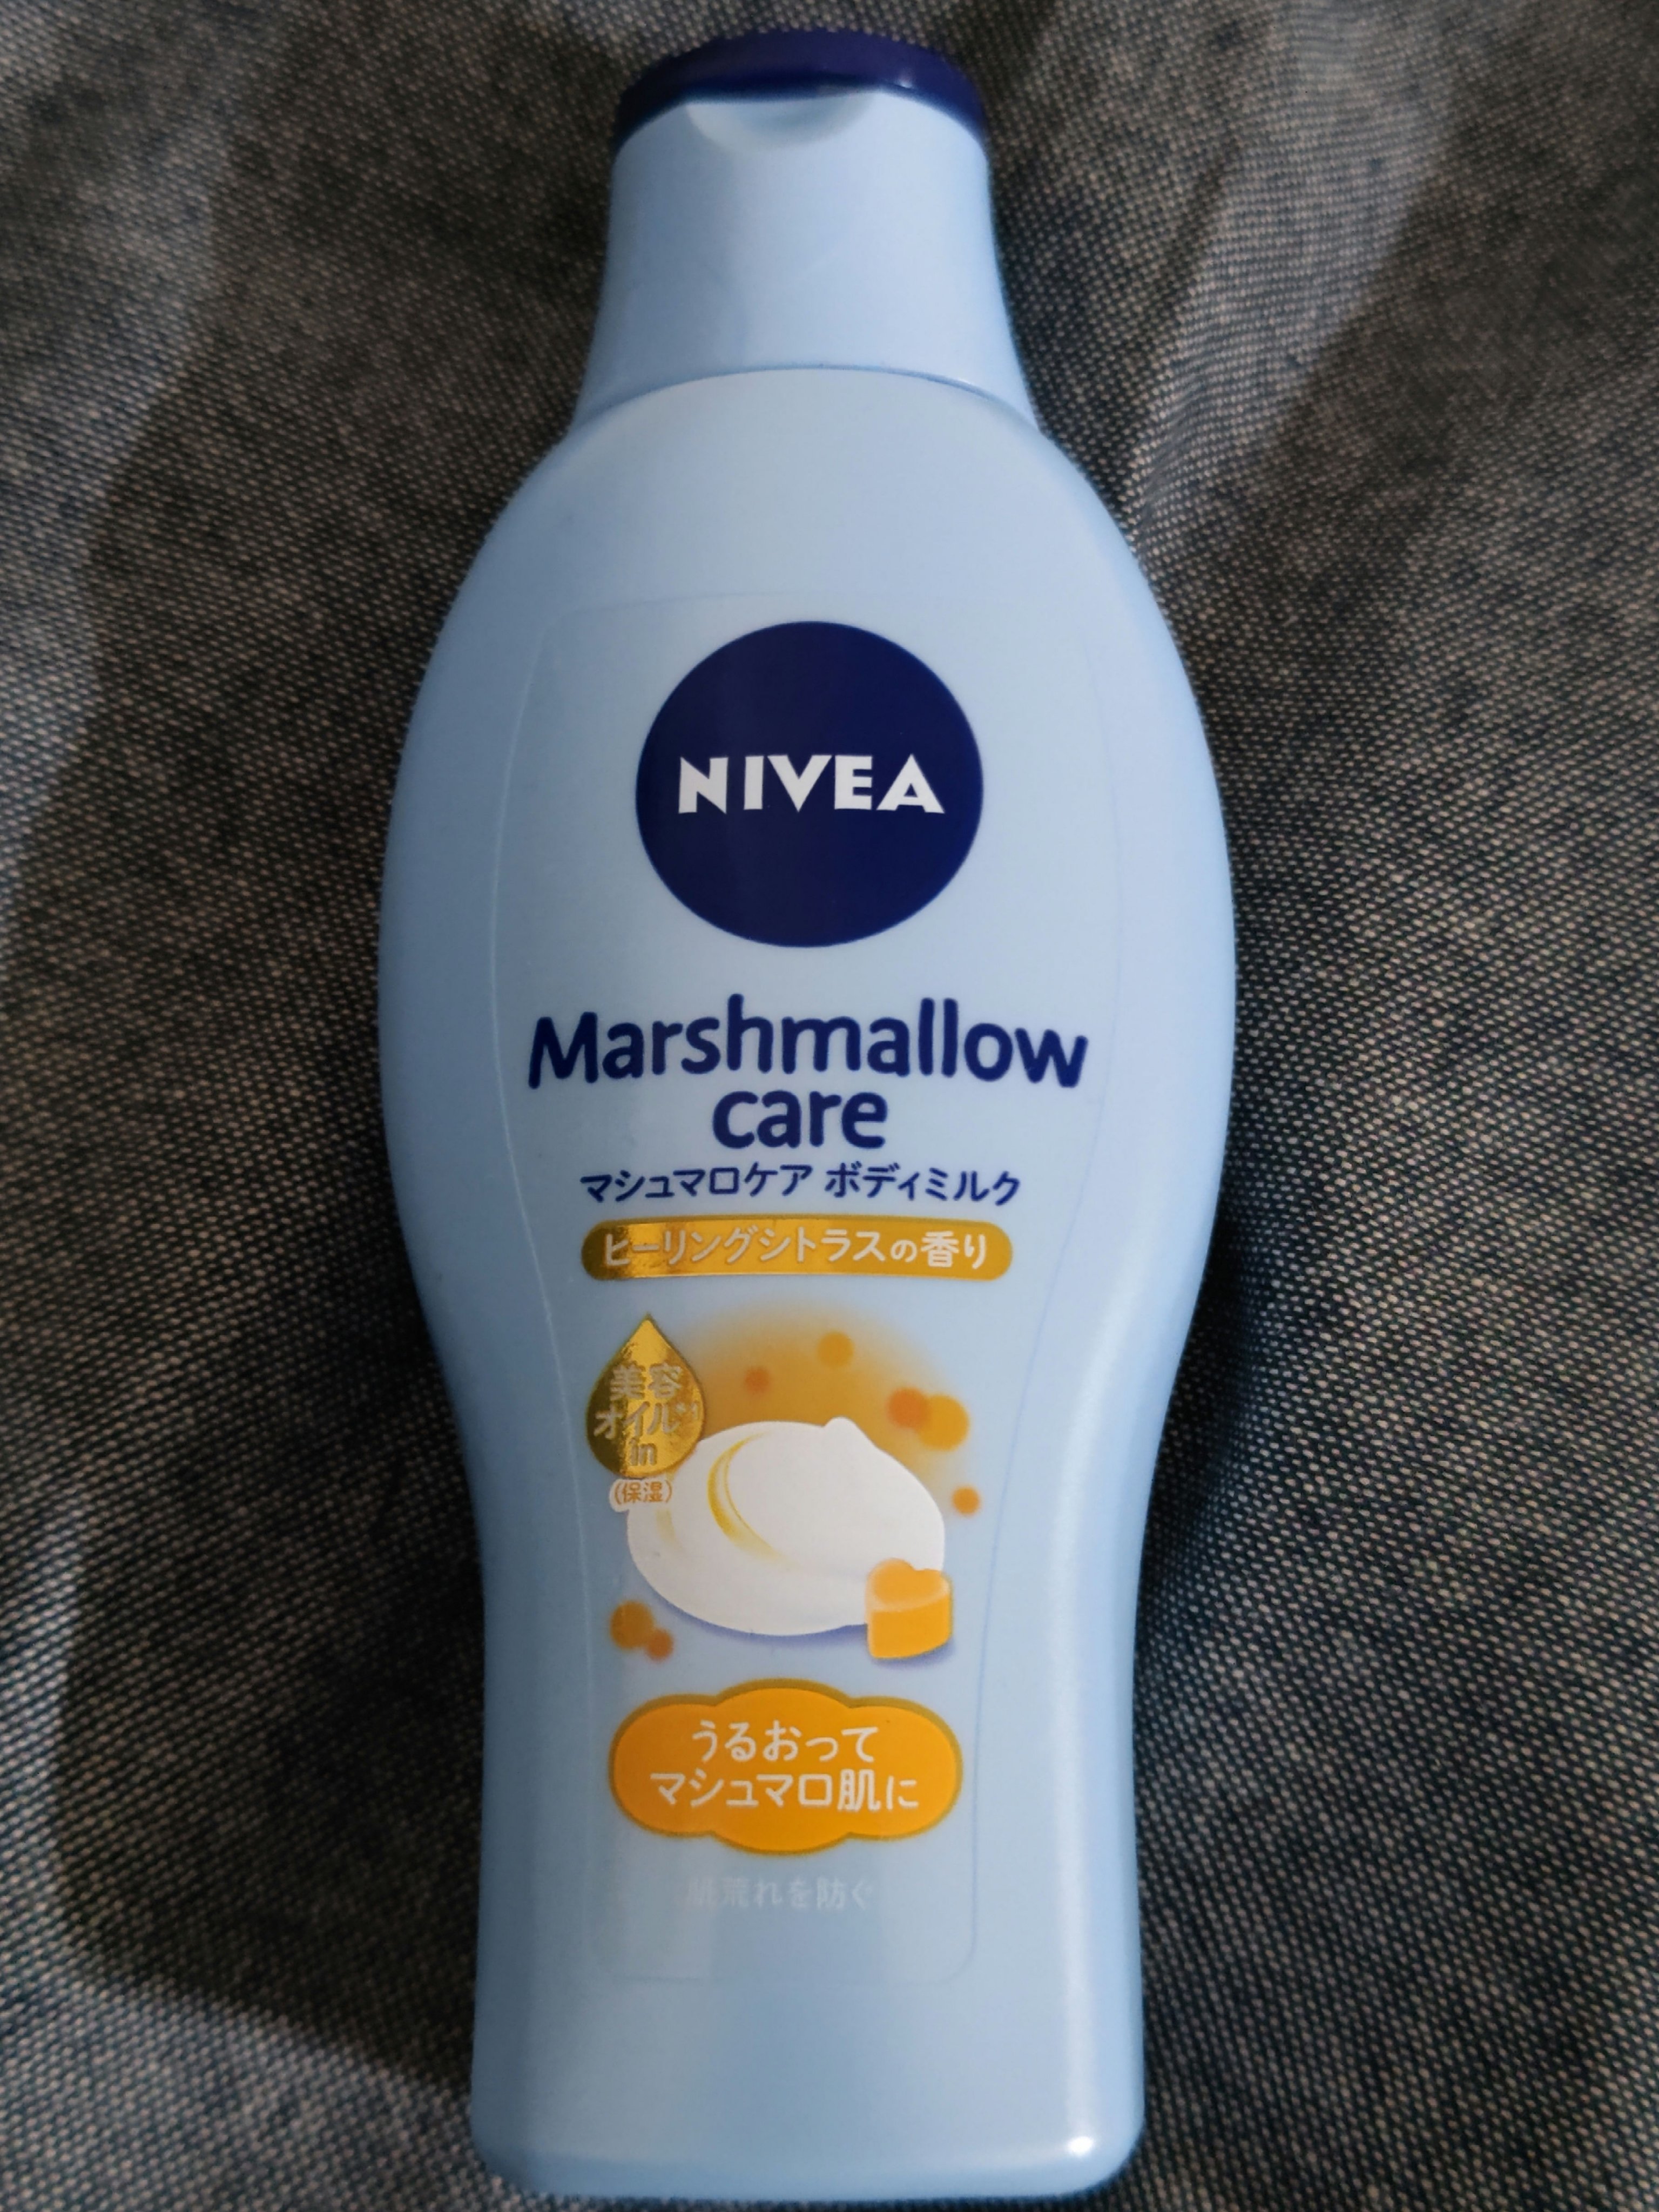 NIVEA
Marshmallow
care
マシュマロケア ボディミルク
ヒーリングシトラスの香り
美容
オイル*1
in
(保湿)
うるおって
マシュマロ肌に
肌荒れを防ぐ